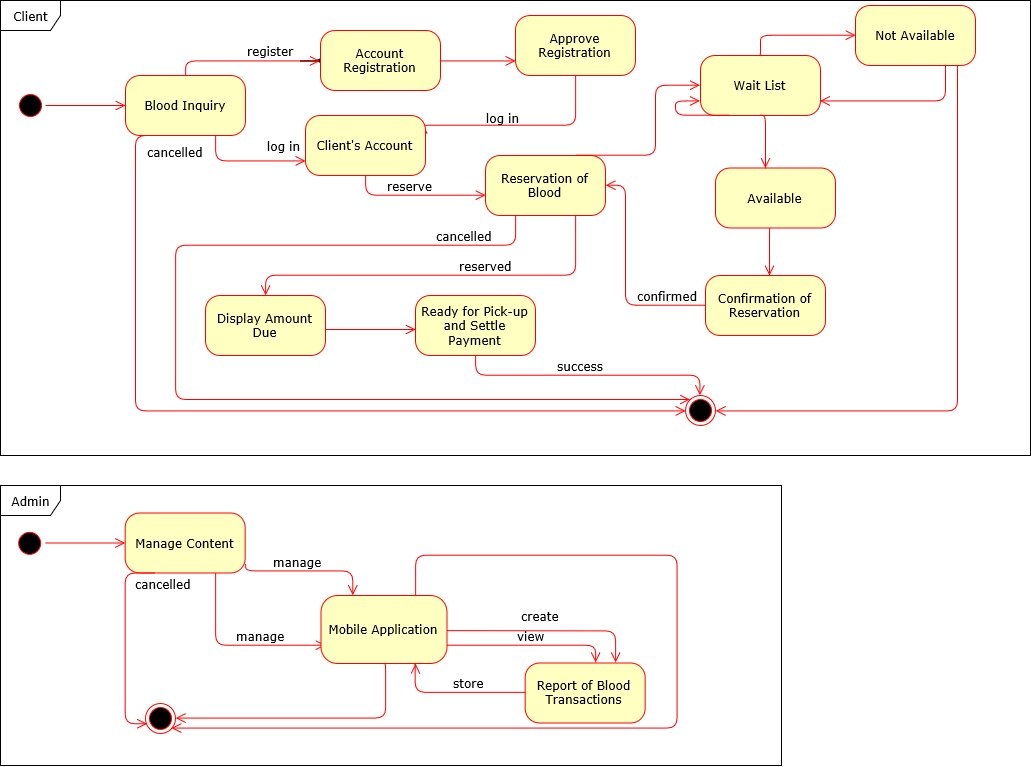 Client
Not Available
Approve
Registration
register
Account
Registration
Wait List
Blood Inquiry
log in
cancelled
log in
Client's Account
reserve
Reservation of
Blood
Available
cancelled
reserved
confirmed
Confirmation of
Reservation
Display Amount
Due
Ready for Pick-up
and Settle
Payment
success
Admin
Manage Content
manage
cancelled
create
Mobile Application
manage
view
store
Report of Blood
Transactions